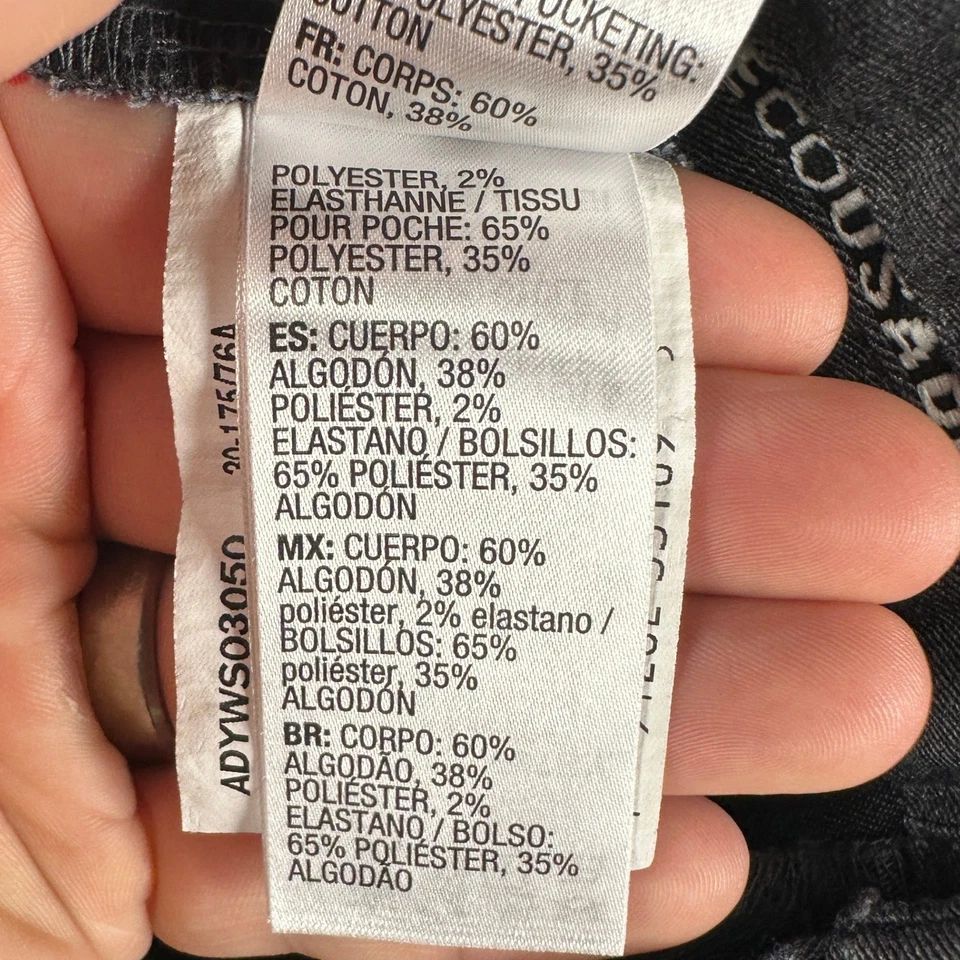 POCKETING:
POLYESTER, 35%
COTTON
FR: CORPS: 60%
COTON, 38%
POLYESTER, 2%
ELASTHANNE / TISSU
POUR POCHE: 65%
POLYESTER, 35%
COTON
ES: CUERPO: 60%
ALGODÓN, 38%
POLIÉSTER, 2%
ELASTANO / BOLSILLOS:
65% POLIÉSTER, 35%
ALGODÓN
MX: CUERPO: 60%
ALGODÓN, 38%
poliéster, 2% elastano /
BOLSILLOS: 65%
poliéster, 35%
ALGODÓN
BR: CORPO: 60%
ALGODÃO, 38%
POLIÉSTER, 2%
ELASTANO / BOLSO:
65% POLIÉSTER, 35%
ALGODÃO
ADYWS03050